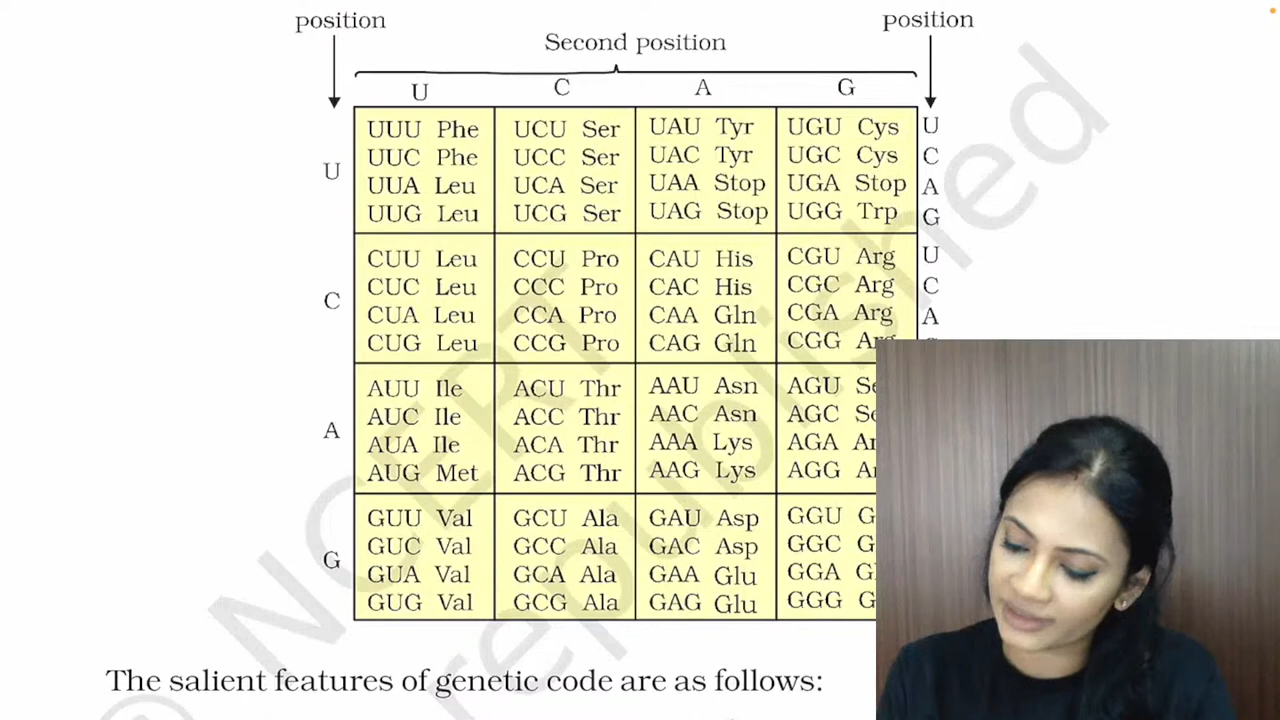 position
position
Second position
U C A G
UUU Phe UCU Ser UAU Tyr UGU Cys U
UUC Phe UCC Ser UAC Tyr UGC Cys C
U
UUA Leu UCA Ser UAA Stop UGA Stop A
UUG Leu UCG Ser UAG Stop UGG Trp G
CUU Leu CCU Pro CAU His CGU Arg U
CUC Leu CCC Pro CAC His CGC Arg C
C
CUA Leu CCA Pro CAA Gln CGA Arg A
CUG Leu CCG Pro CAG Gln CGG
AUU Ile ACU Thr AAU Asn AGU
AUC Ile ACC Thr AAC Asn AGC
A
AUA Ile ACA Thr AAA Lys AGA
AUG Met ACG Thr AAG Lys AGG
GUU Val GCU Ala GAU Asp GGU
GUC Val GCC Ala GAC Asp GGC
G
GUA Val GCA Ala GAA Glu GGA
GUG Val GCG Ala GAG Glu GGG
The salient features of genetic code are as follows:
© NCERT
republished